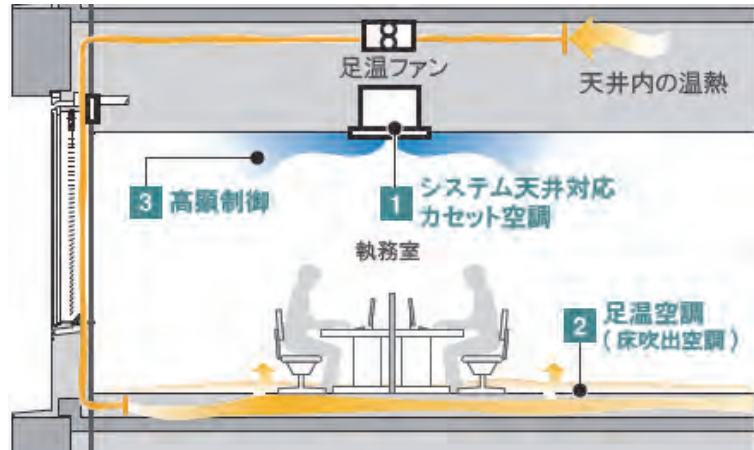 足温ファン
天井内の温熱
3 高顕制御
1 システム天井対応
カセット空調
執務室
2 足温空調
(床吹出空調)